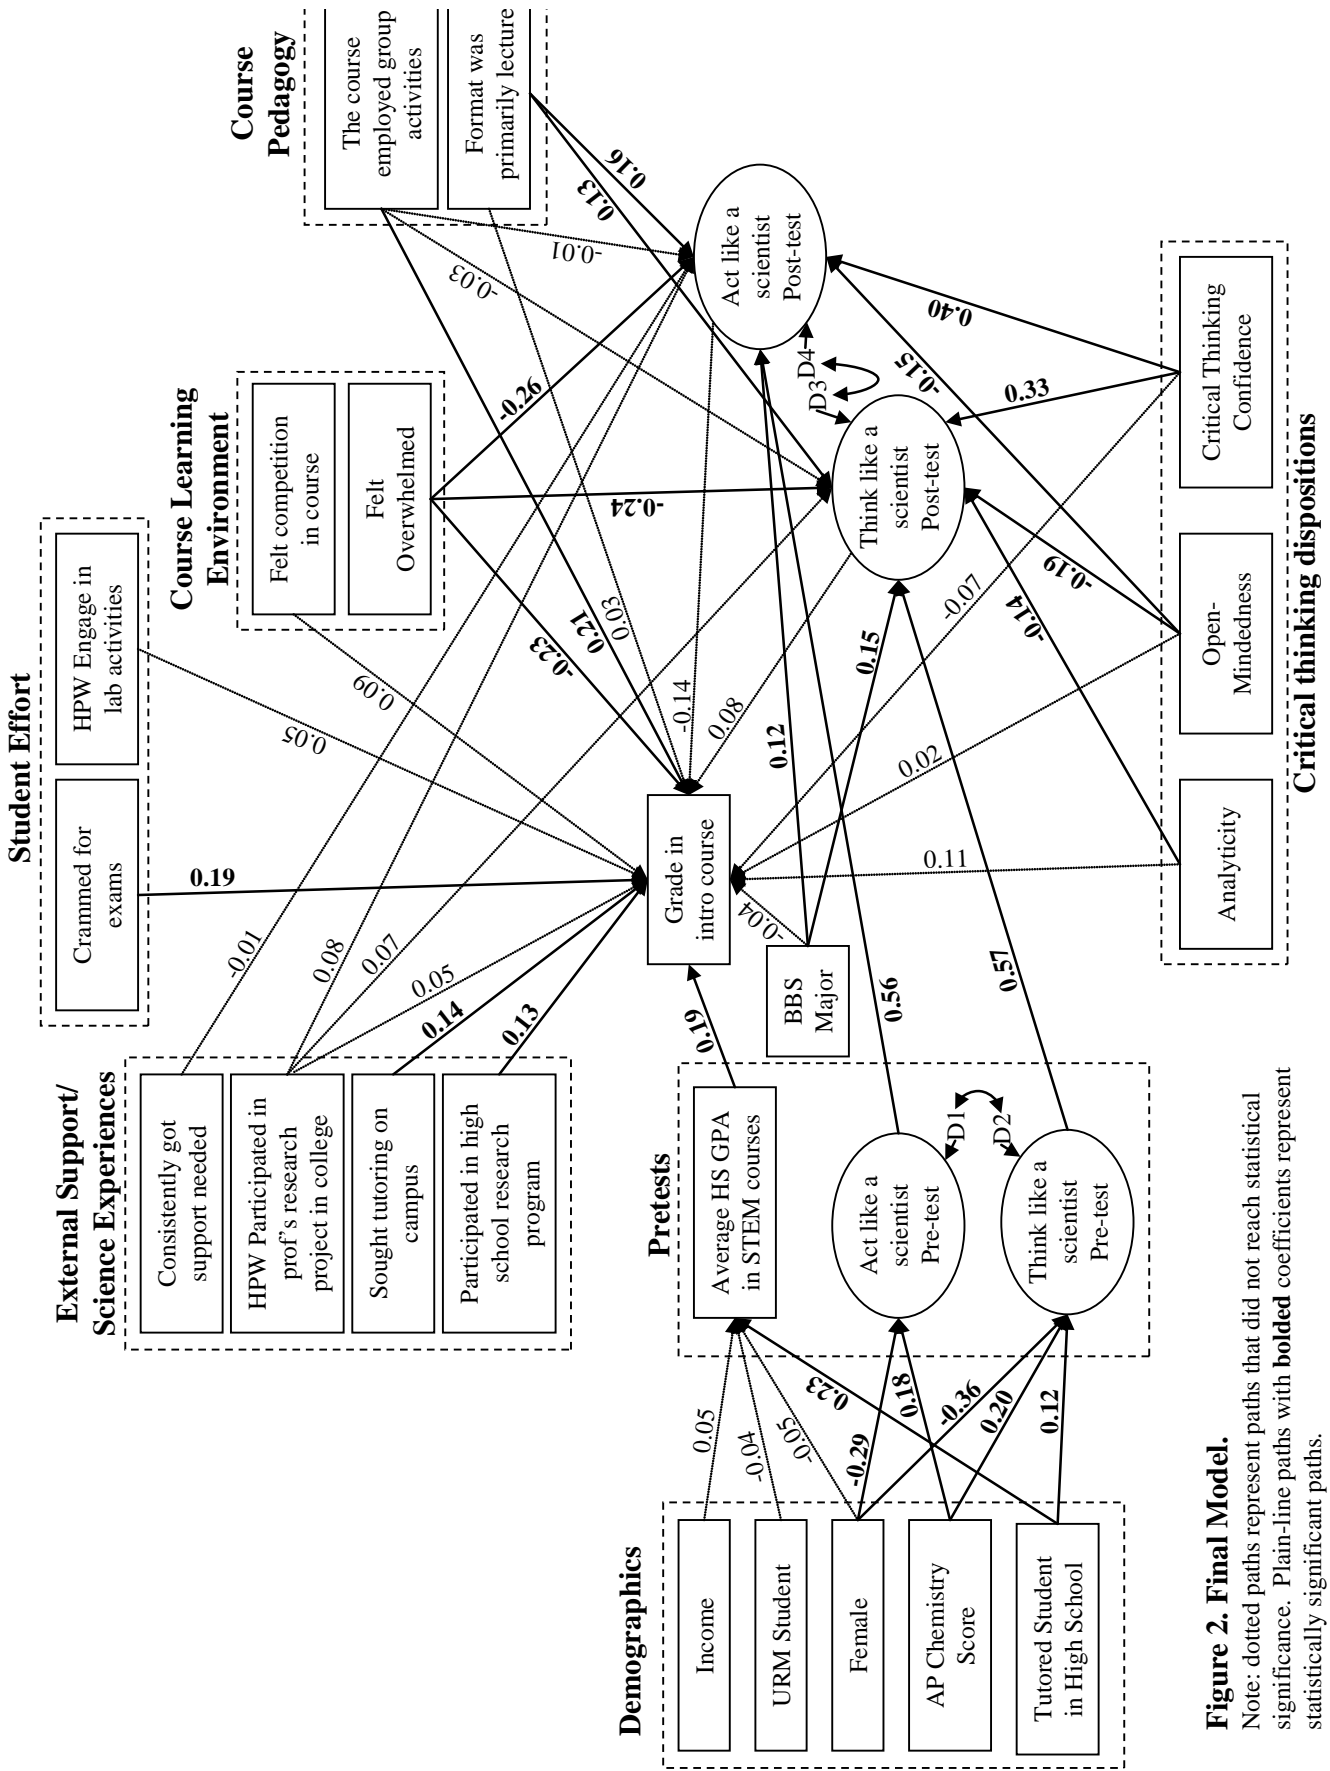 Student Effort
Crammed for
exams
HPW Engage in
lab activities
External Support/
Science Experiences
Consistently got
support needed
HPW Participated in
prof's research
project in college
Sought tutoring on
campus
Participated in high
school research
program
Course Learning
Environment
Felt competition
in course
Felt
Overwhelmed
Course
Pedagogy
The course
employed group
activities
Format was
primarily lecture
Demographics
Income
URM Student
Female
AP Chemistry
Score
Tutored Student
in High School
Pretests
Average HS GPA
in STEM courses
Act like a
scientist
Pre-test
Think like a
scientist
Pre-test
D1
D2
BBS
Major
Grade in
intro course
Act like a
scientist
Post-test
Think like a
scientist
Post-test
D3
D4
Analyticity
Open-
Mindedness
Critical Thinking
Confidence
Critical thinking dispositions
0.19
0.05
0.09
-0.01
0.08
0.07
0.05
0.14
0.13
-0.23
0.21
0.03
-0.26
-0.24
-0.03
-0.01
0.13
0.16
-0.14
0.08
0.19
-0.04
0.12
0.15
0.56
0.57
0.11
0.02
-0.07
-0.14
-0.19
-0.15
0.33
0.40
0.05
-0.04
-0.05
0.23
-0.29
0.18
-0.36
0.20
0.12
Figure 2. Final Model.
Note: dotted paths represent paths that did not reach statistical
significance. Plain-line paths with bolded coefficients represent
statistically significant paths.